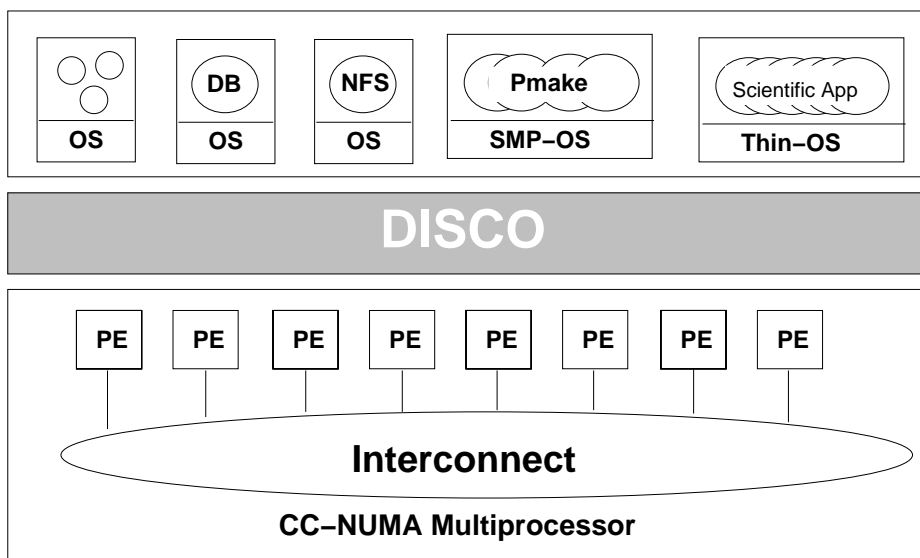 DB
NFS
Pmake
Scientific App
OS
OS
OS
SMP−OS
Thin−OS
DISCO
PE
PE
PE
PE
PE
PE
PE
PE
Interconnect
CC−NUMA Multiprocessor